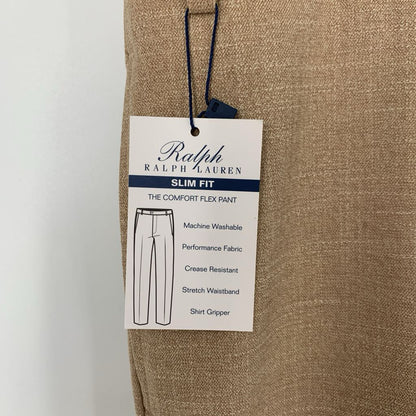 Ralph
RALPH LAUREN
SLIM FIT
THE COMFORT FLEX PANT
Machine Washable
Performance Fabric
Crease Resistant
Stretch Waistband
Shirt Gripper